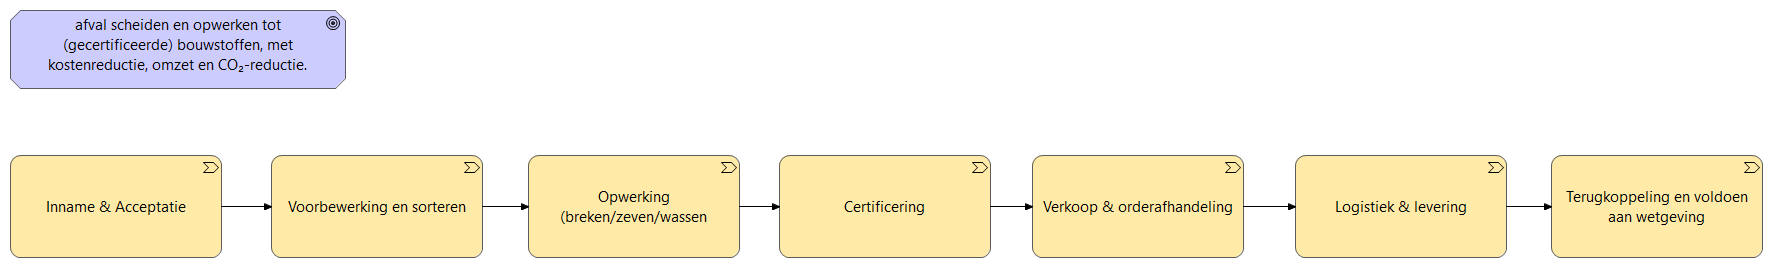 afval scheiden en opwerken tot
(gecertificeerde) bouwstoffen, met
kostenreductie, omzet en CO₂-reductie.
Inname & Acceptatie
Voorbewerking en sorteren
Opwerking
(breken/zeven/wassen
Certificering
Verkoop & orderafhandeling
Logistiek & levering
Terugkoppeling en voldoen
aan wetgeving